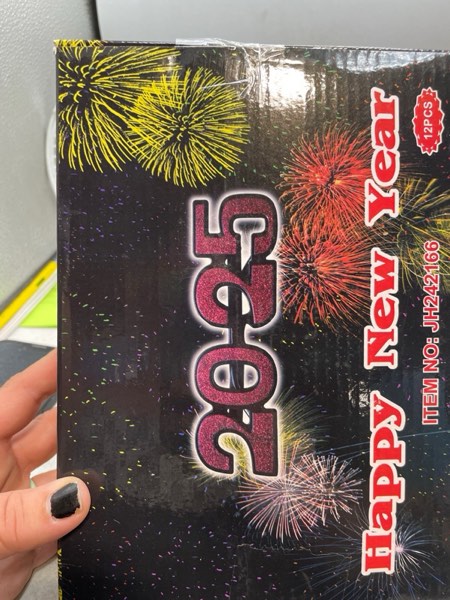 2025
Happy New Year
12PCS
ITEM NO: JH242166